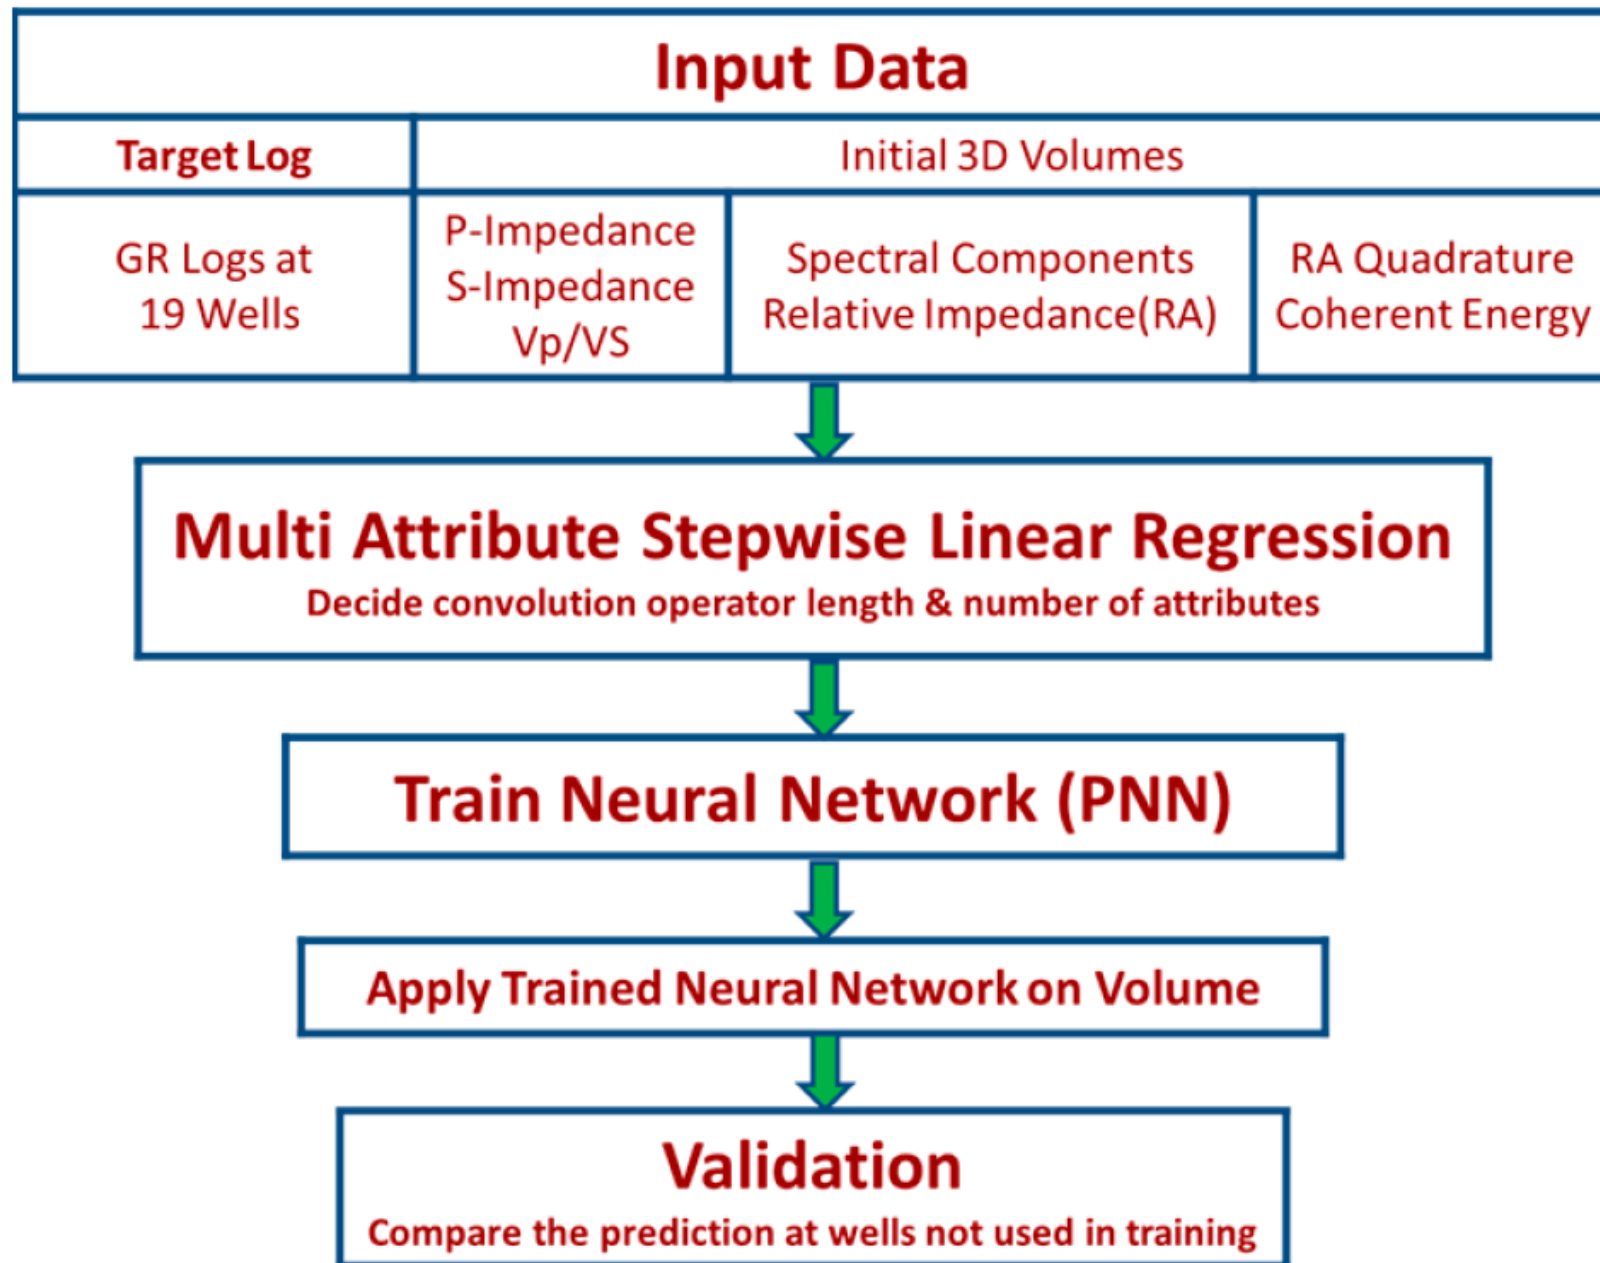 Input Data
Target Log
Initial 3D Volumes
GR Logs at
19 Wells
P-Impedance
S-Impedance
Vp/VS
Spectral Components
Relative Impedance(RA)
RA Quadrature
Coherent Energy
Multi Attribute Stepwise Linear Regression
Decide convolution operator length & number of attributes
Train Neural Network (PNN)
Apply Trained Neural Network on Volume
Validation
Compare the prediction at wells not used in training